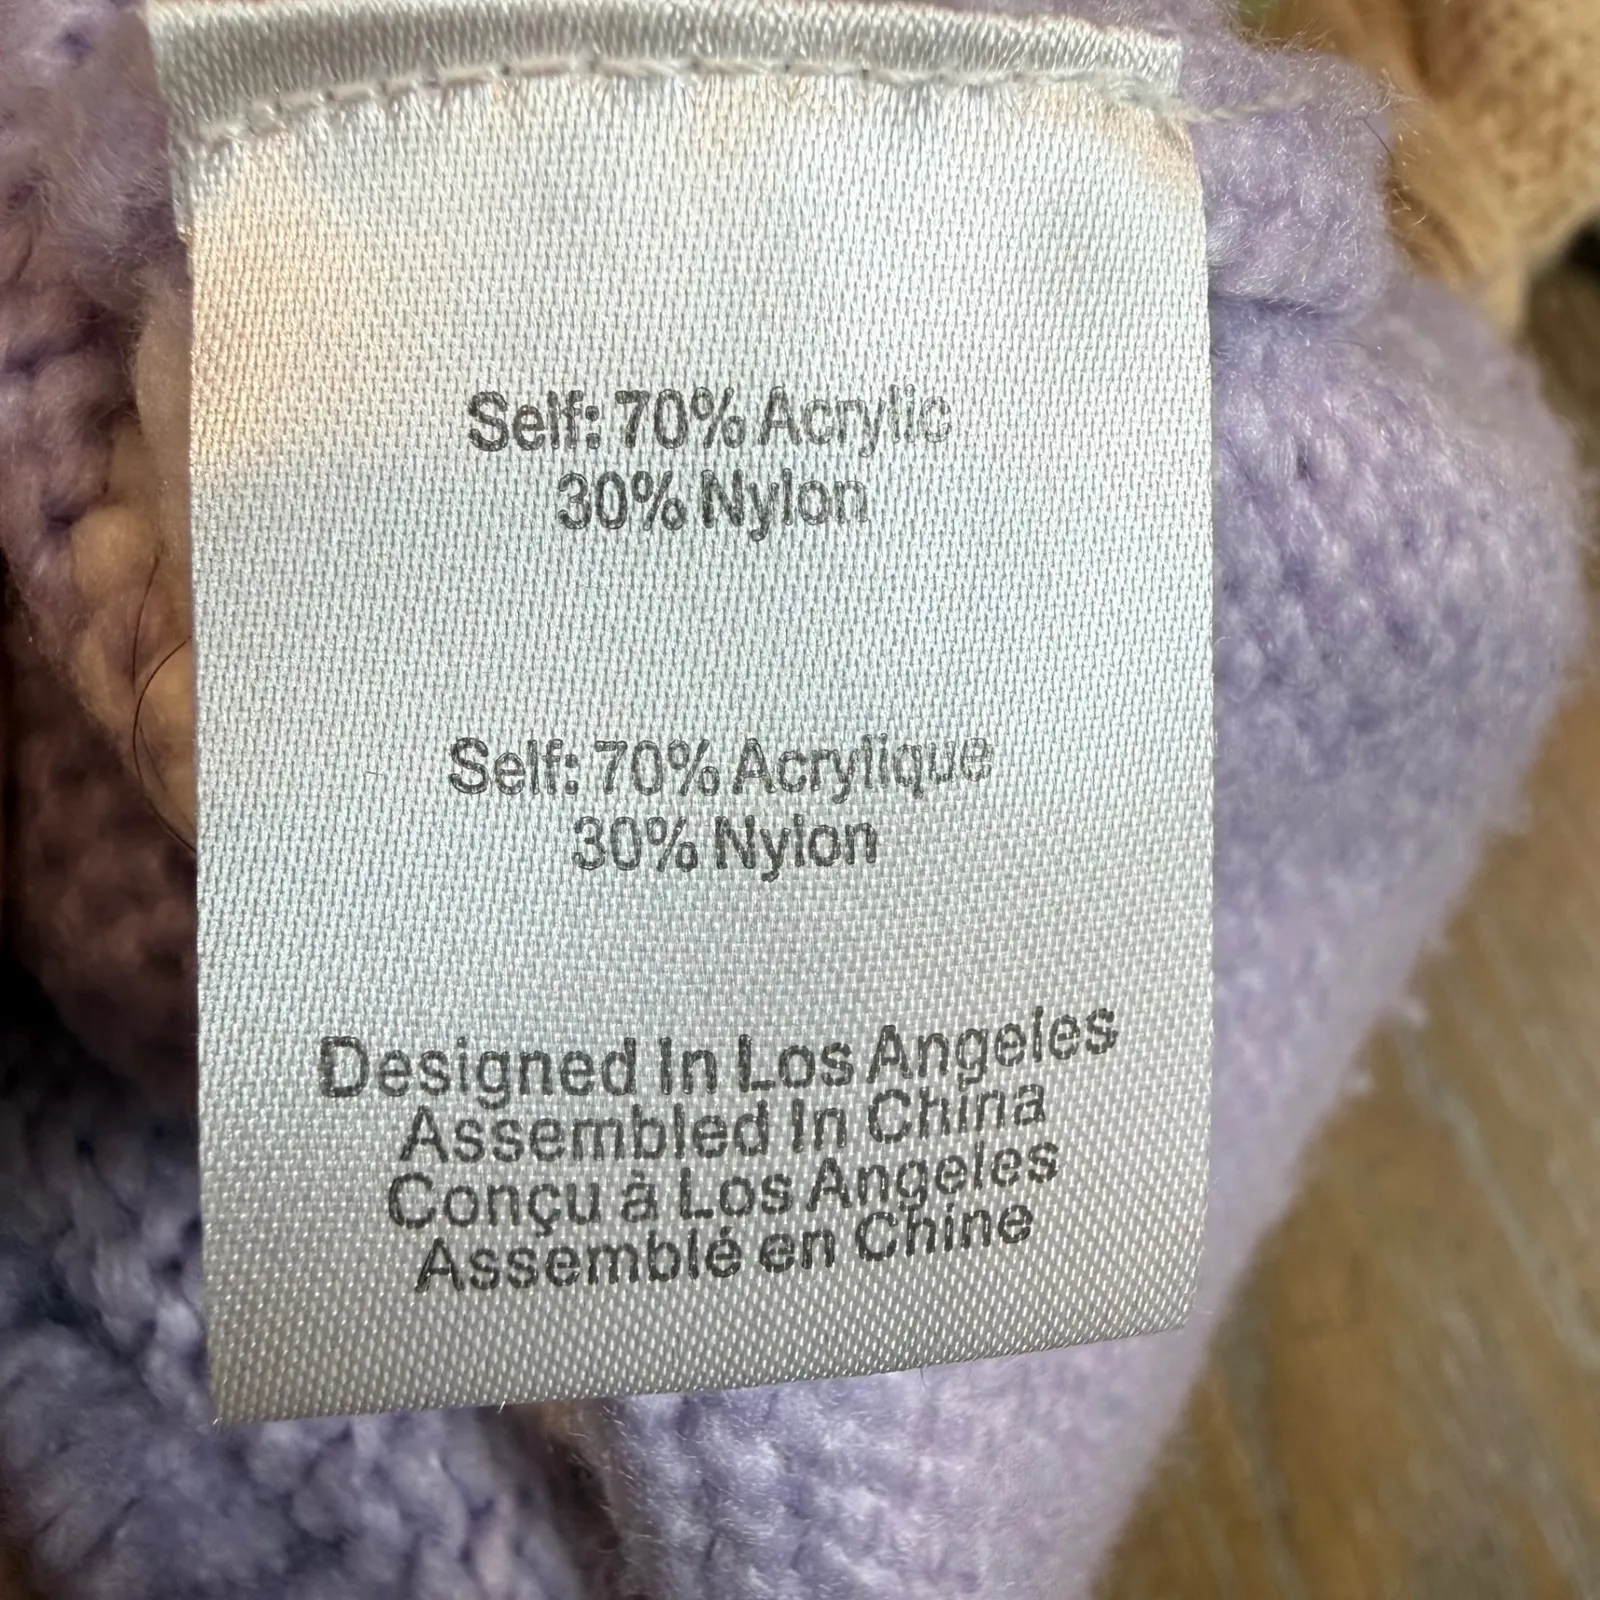 Self: 70% Acrylic
30% Nylon
Self: 70% Acrylique
30% Nylon
Designed In Los Angeles
Assembled In China
Conçu à Los Angeles
Assemblé en Chine